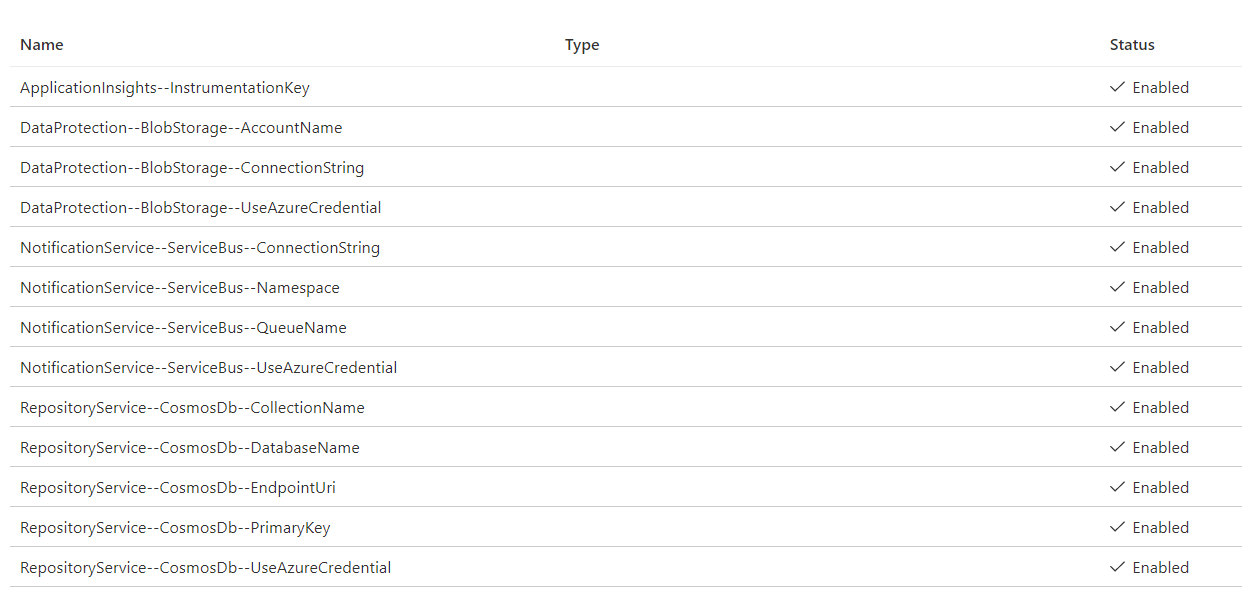 Name Type Status
ApplicationInsights--InstrumentationKey Enabled
DataProtection--BlobStorage--AccountName Enabled
DataProtection--BlobStorage--ConnectionString Enabled
DataProtection--BlobStorage--UseAzureCredential Enabled
NotificationService--ServiceBus--ConnectionString Enabled
NotificationService--ServiceBus--Namespace Enabled
NotificationService--ServiceBus--QueueName Enabled
NotificationService--ServiceBus--UseAzureCredential Enabled
RepositoryService--CosmosDb--CollectionName Enabled
RepositoryService--CosmosDb--DatabaseName Enabled
RepositoryService--CosmosDb--EndpointUri Enabled
RepositoryService--CosmosDb--PrimaryKey Enabled
RepositoryService--CosmosDb--UseAzureCredential Enabled